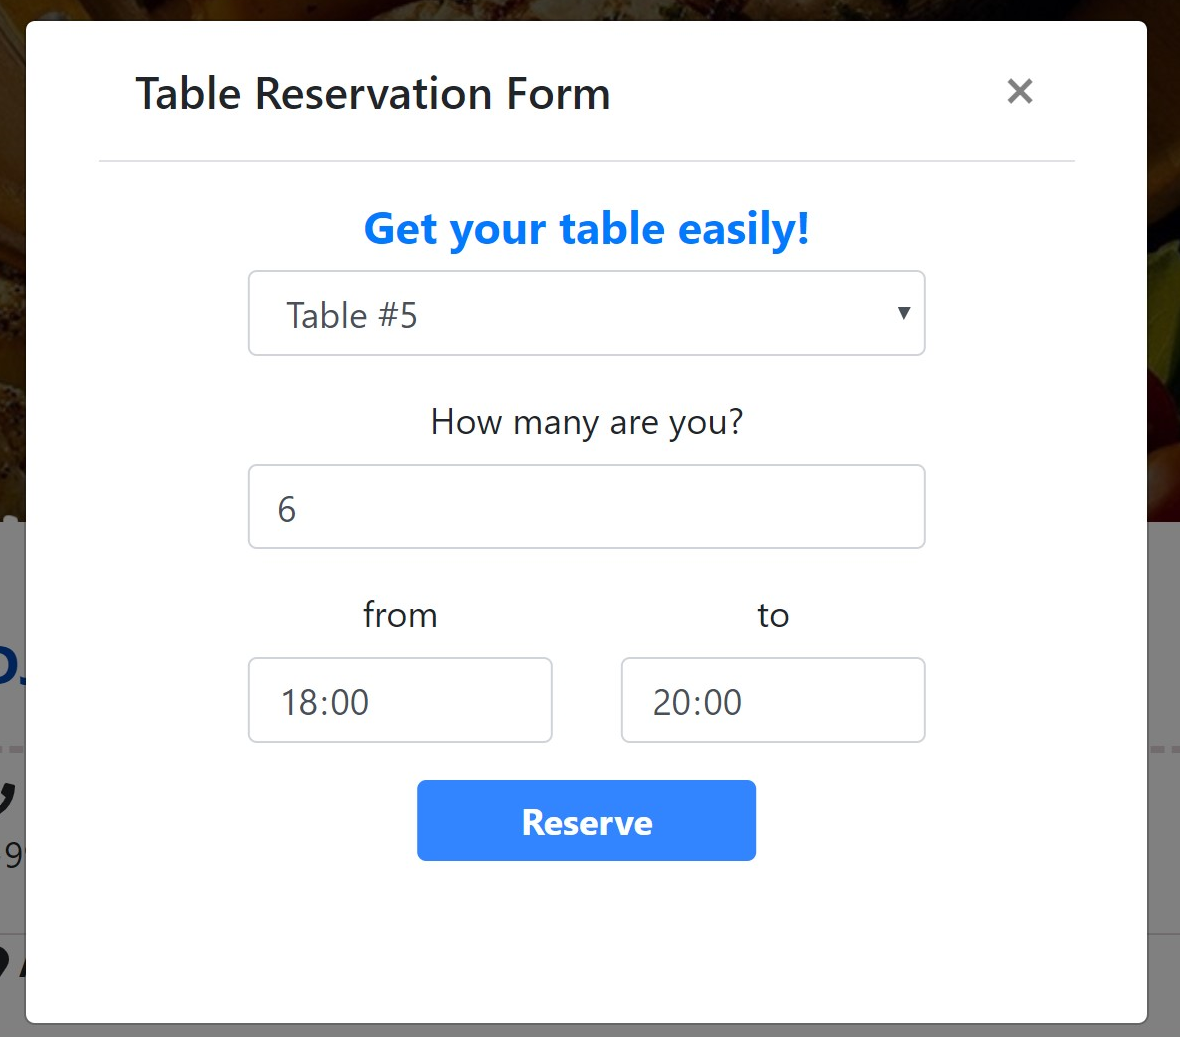 Table Reservation Form
×
Get your table easily!
Table #5
How many are you?
6
from to
18:00 20:00
Reserve